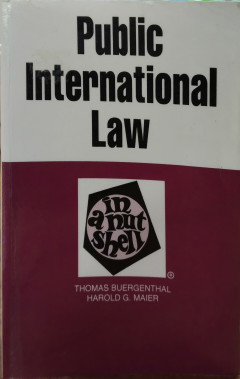 Public
International
Law
in
a nut
shell
®
THOMAS BUERGENTHAL
HAROLD G. MAIER